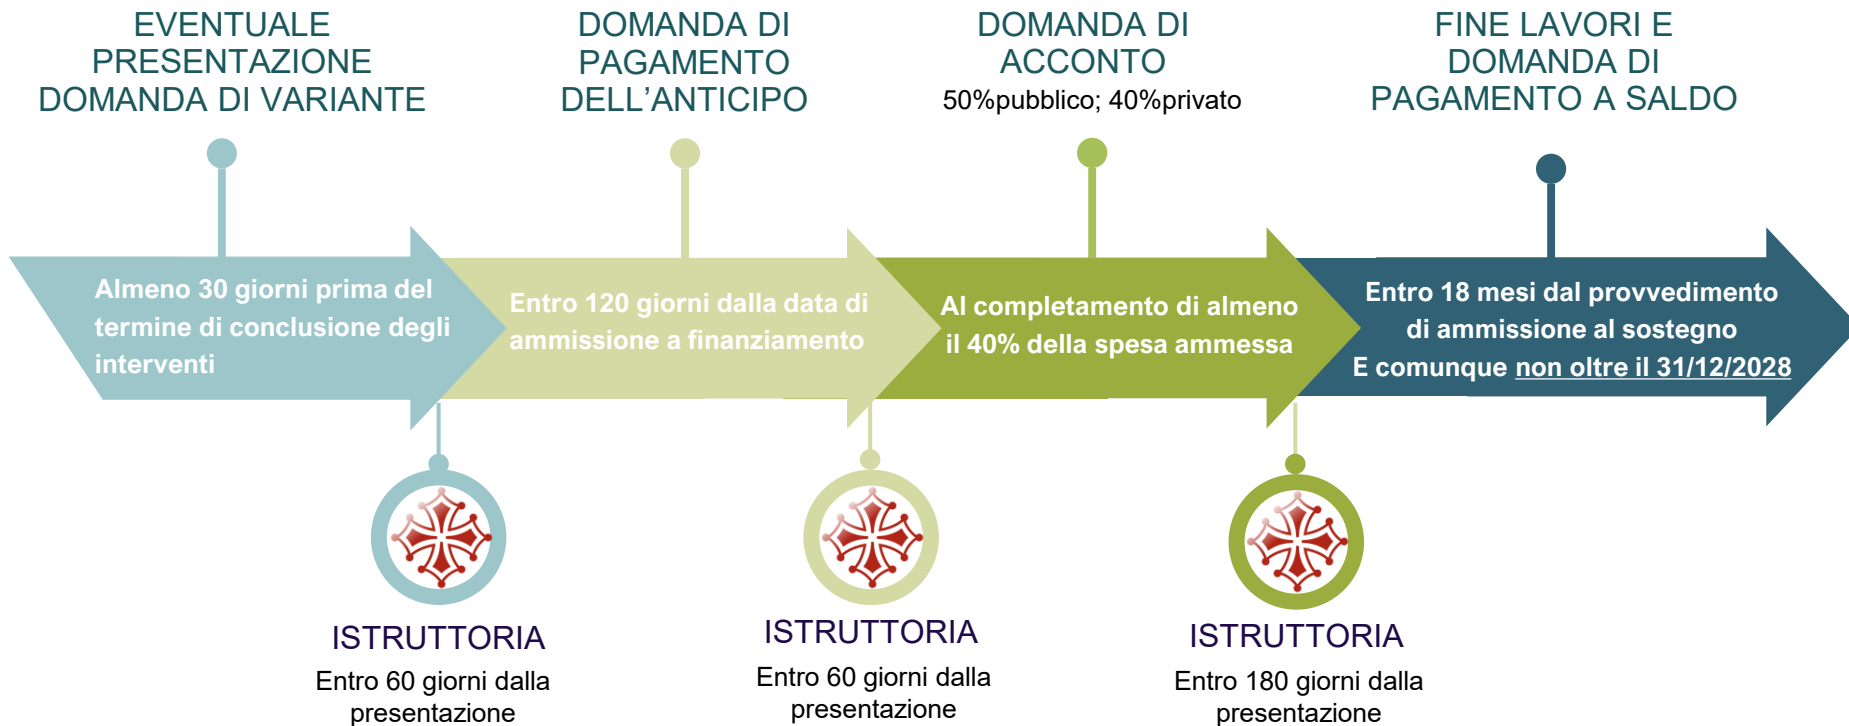 EVENTUALE
PRESENTAZIONE
DOMANDA DI VARIANTE
DOMANDA DI
PAGAMENTO
DELL’ANTICIPO
DOMANDA DI
ACCONTO
50%pubblico; 40%privato
FINE LAVORI E
DOMANDA DI
PAGAMENTO A SALDO
Almeno 30 giorni prima del
termine di conclusione degli
interventi
Entro 120 giorni dalla data di
ammissione a finanziamento
Al completamento di almeno
il 40% della spesa ammessa
Entro 18 mesi dal provvedimento
di ammissione al sostegno
E comunque non oltre il 31/12/2028
ISTRUTTORIA
Entro 60 giorni dalla
presentazione
ISTRUTTORIA
Entro 60 giorni dalla
presentazione
ISTRUTTORIA
Entro 180 giorni dalla
presentazione